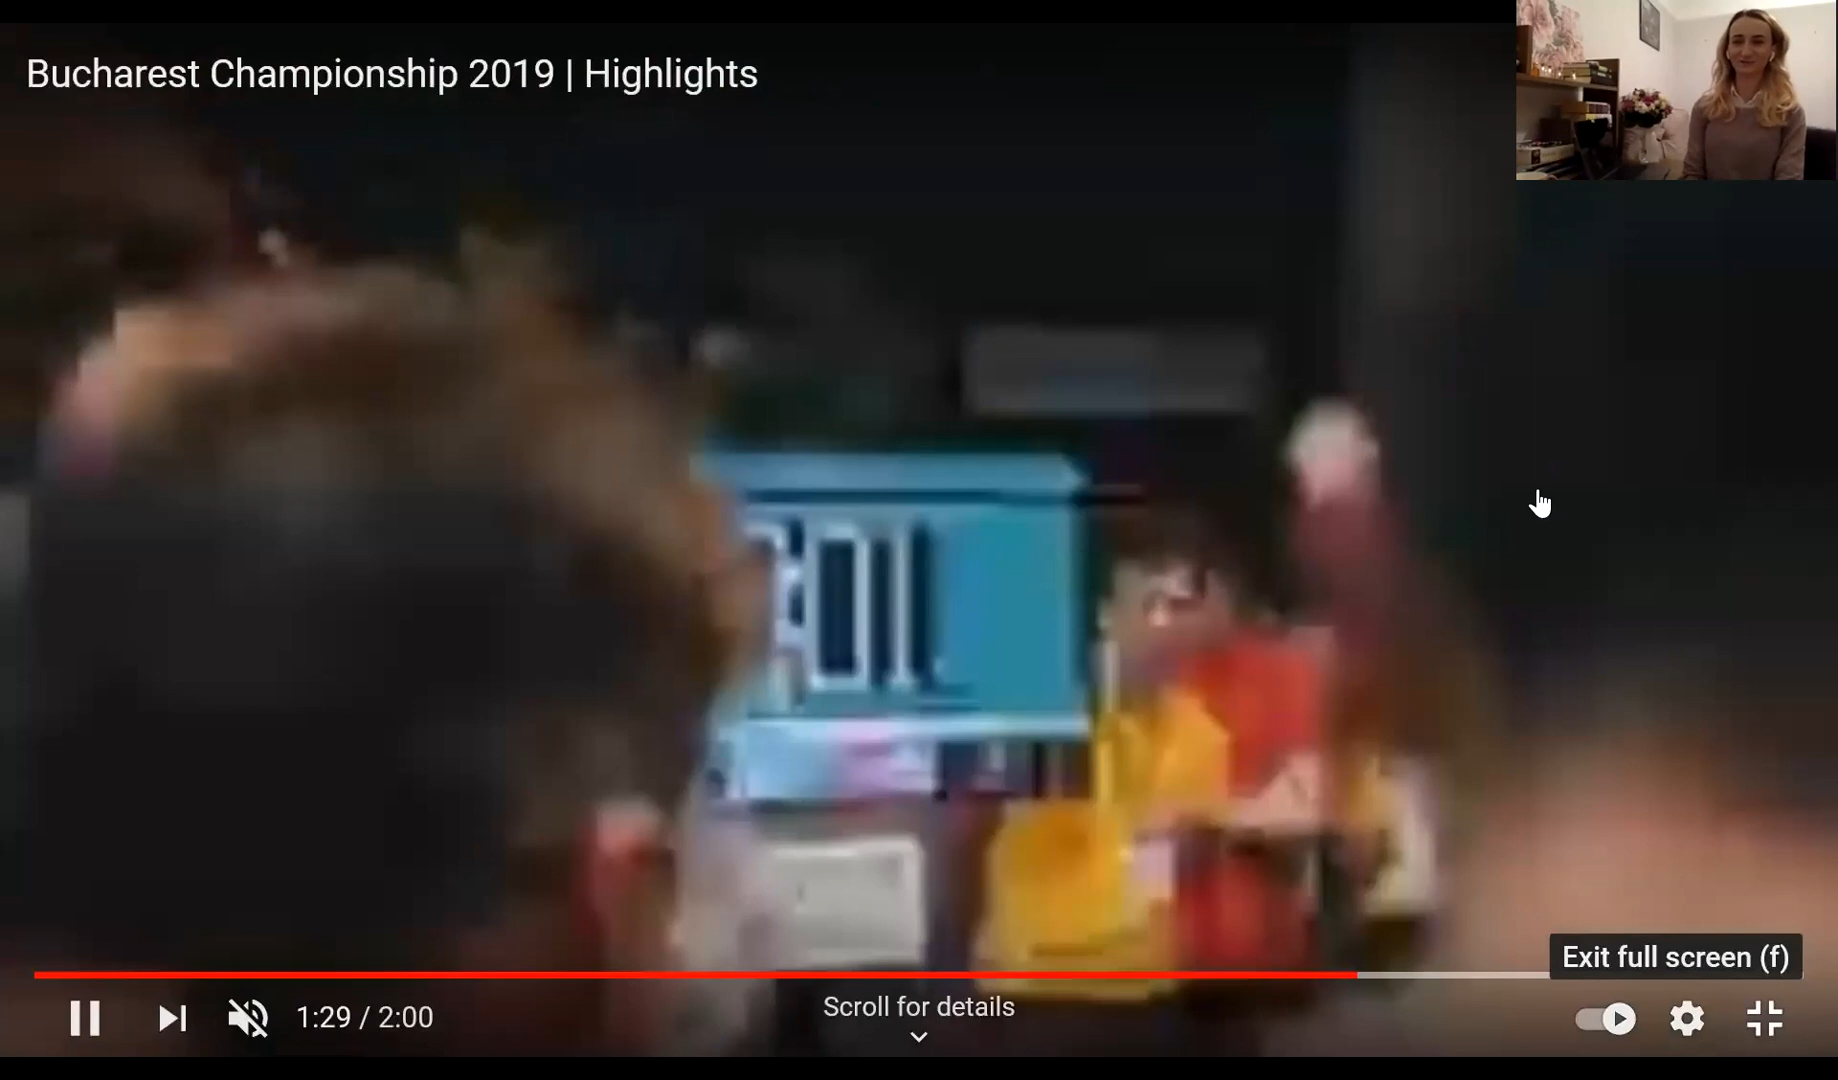 Bucharest Championship 2019 | Highlights
Exit full screen (f)
1:29 / 2:00
Scroll for details